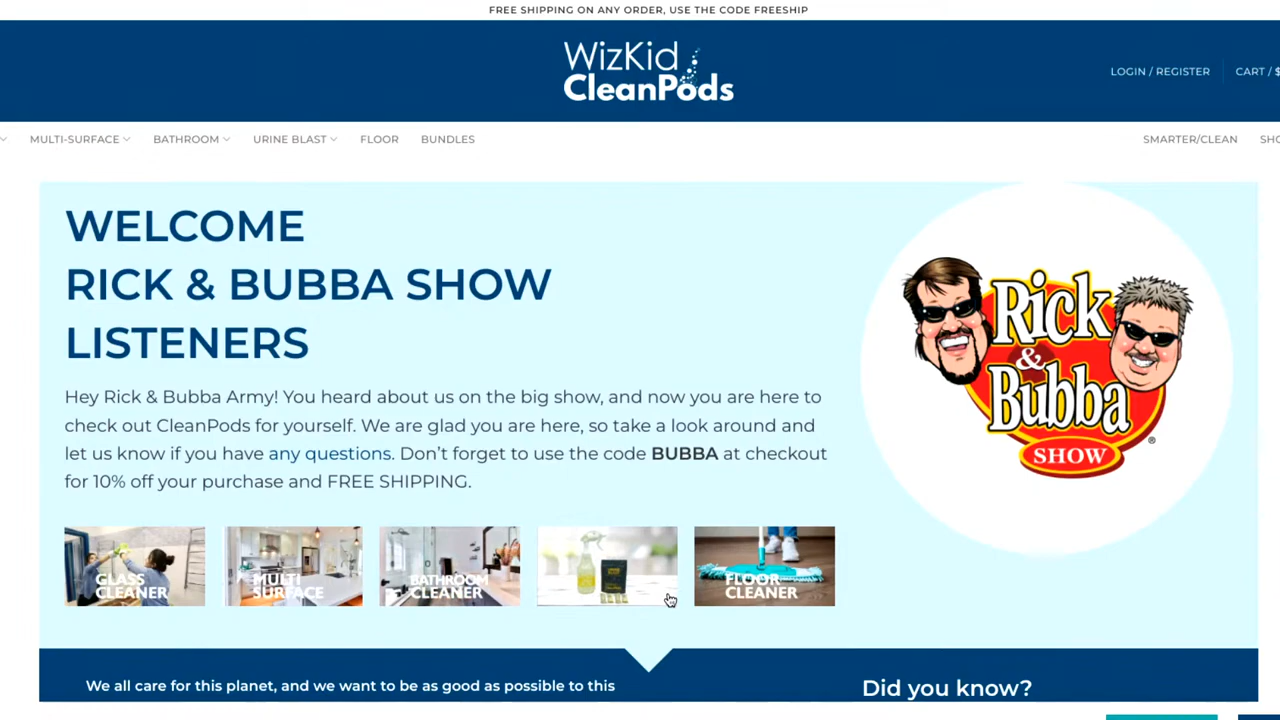 FREE SHIPPING ON ANY ORDER, USE THE CODE FREESHIP
WizKid
CleanPods
LOGIN / REGISTER
CART / $
MULTI-SURFACE
BATHROOM
URINE BLAST
FLOOR
BUNDLES
SMARTER/CLEAN
WELCOME
RICK & BUBBA SHOW
LISTENERS
Hey Rick & Bubba Army! You heard about us on the big show, and now you are here to
check out CleanPods for yourself. We are glad you are here, so take a look around and
let us know if you have any questions. Don't forget to use the code BUBBA at checkout
for 10% off your purchase and FREE SHIPPING.
Rick
&
Bubba
SHOW
®
GLASS
CLEANER
MULTI
SURFACE
BATHROOM
CLEANER
FLOOR
CLEANER
We all care for this planet, and we want to be as good as possible to this
Did you know?